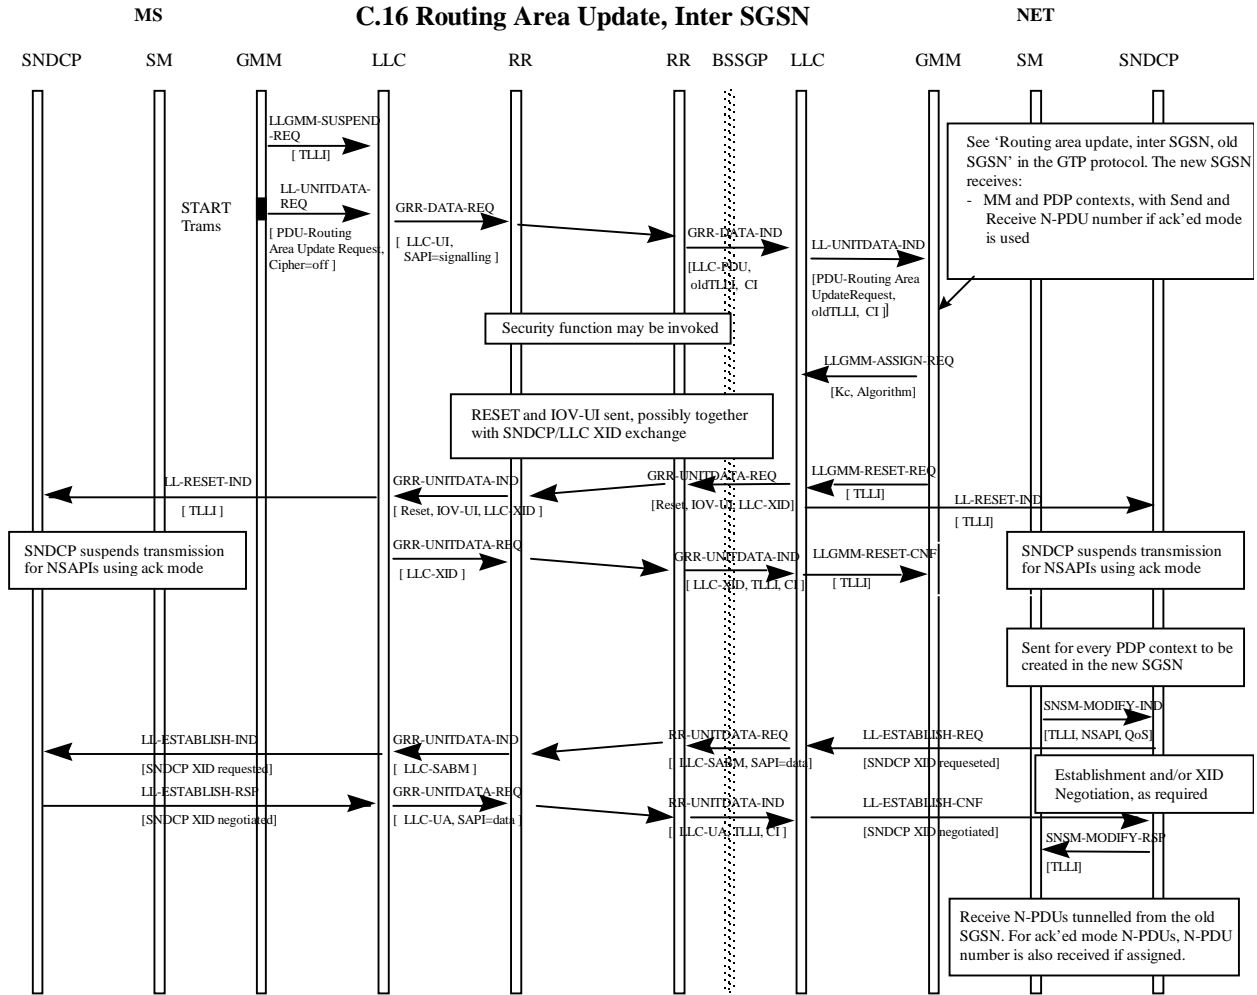 MS
C.16 Routing Area Update, Inter SGSN
NET
SNDCP
SM
GMM
LLC
RR
RR
BSSGP
LLC
GMM
SM
SNDCP
LLGMM-SUSPEND
-REQ
[ TLLI]
See ‘Routing area update, inter SGSN, old
SGSN’ in the GTP protocol. The new SGSN
receives:
- MM and PDP contexts, with Send and
Receive N-PDU number if ack’ed mode
is used
START
Trams
LL-UNITDATA-
REQ
[ PDU-Routing
Area Update Request,
Cipher=off ]
GRR-DATA-REQ
[ LLC-UI,
SAPI=signalling ]
GRR-DATA-IND
[LLC-PDU,
oldTLLI, CI
LL-UNITDATA-IND
[PDU-Routing Area
UpdateRequest,
oldTLLI, CI ]]
Security function may be invoked
LLGMM-ASSIGN-REQ
[Kc, Algorithm]
RESET and IOV-UI sent, possibly together
with SNDCP/LLC XID exchange
LL-RESET-IND
[ TLLI ]
GRR-UNITDATA-IND
[ Reset, IOV-UI, LLC-XID ]
GRR-UNITDATA-REQ
[Reset, IOV-UI, LLC-XID]
LLGMM-RESET-REQ
[ TLLI]
LL-RESET-IND
[TLLI]
SNDCP suspends transmission
for NSAPIs using ack mode
GRR-UNITDATA-REQ
[ LLC-XID ]
GRR-UNITDATA-IND
[ LLC-XID, TLLI, CI ]
LLGMM-RESET-CNF
[ TLLI]
SNDCP suspends transmission
for NSAPIs using ack mode
Sent for every PDP context to be
created in the new SGSN
SNSM-MODIFY-IND
[TLLI, NSAPI, QoS]
LL-ESTABLISH-IND
[SNDCP XID requested]
GRR-UNITDATA-IND
[ LLC-SABM ]
RR-UNITDATA-REQ
[ LLC-SABM, SAPI=data]
LL-ESTABLISH-REQ
[SNDCP XID requeseted]
Establishment and/or XID
Negotiation, as required
LL-ESTABLISH-RSP
[SNDCP XID negotiated]
GRR-UNITDATA-REQ
[ LLC-UA, SAPI=data ]
RR-UNITDATA-IND
[ LLC-UA, TLLI, CI ]
LL-ESTABLISH-CNF
[SNDCP XID negotiated]
SNSM-MODIFY-RSP
[TLLI]
Receive N-PDUs tunnelled from the old
SGSN. For ack’ed mode N-PDUs, N-PDU
number is also received if assigned.